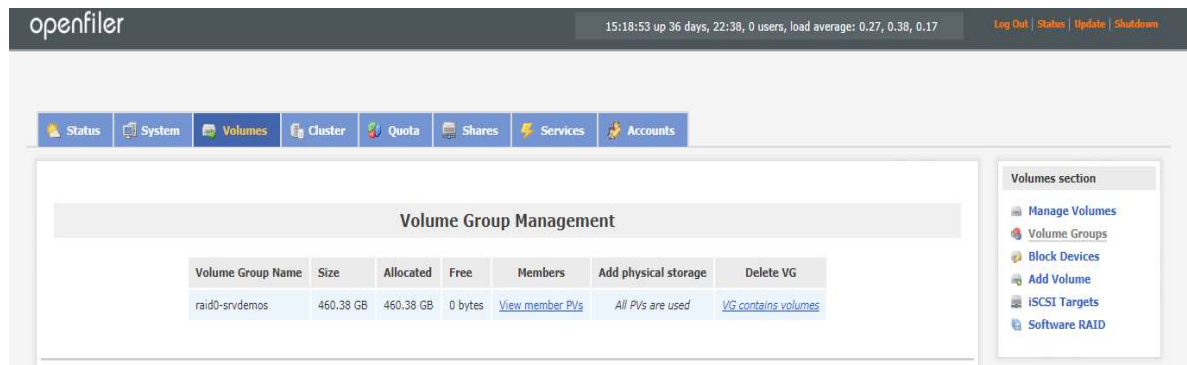 openfiler
15:18:53 up 36 days, 22:38, 0 users, load average: 0.27, 0.38, 0.17
Log Out | Status | Update | Shutdown
Status System Volumes Cluster Quota Shares Services Accounts
Volume Group Management
Volume Group Name Size Allocated Free Members Add physical storage Delete VG
raid0-srvdemos 460.38 GB 460.38 GB 0 bytes View member PVs All PVs are used VG contains volumes
Volumes section
Manage Volumes
Volume Groups
Block Devices
Add Volume
iSCSI Targets
Software RAID